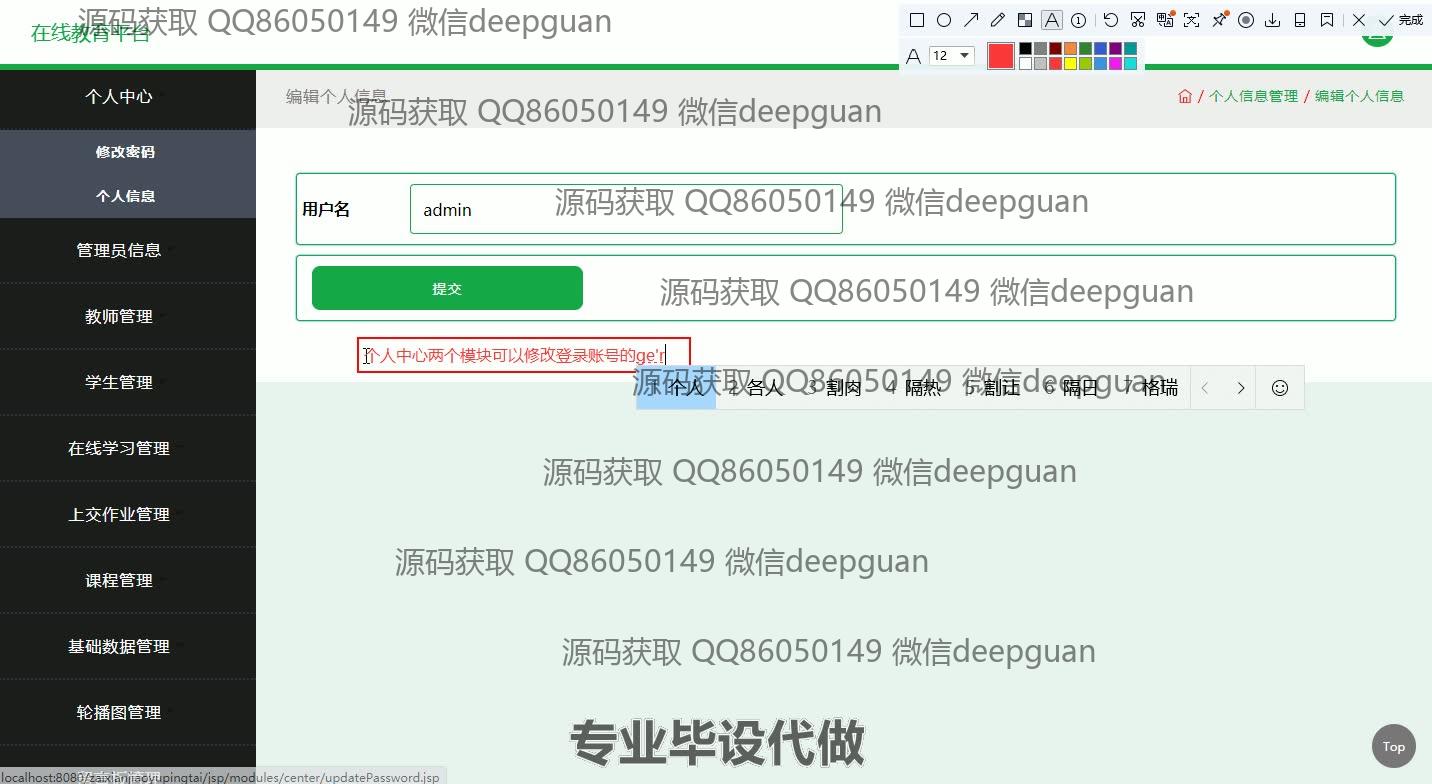 在线教育平台
源码获取 QQ86050149 微信deepguan
12
完成
个人中心
修改密码
个人信息
管理员信息
教师管理
学生管理
在线学习管理
上交作业管理
课程管理
基础数据管理
轮播图管理
编辑个人信息
/ 个人信息管理 / 编辑个人信息
源码获取 QQ86050149 微信deepguan
用户名
admin
源码获取 QQ86050149 微信deepguan
提交
源码获取 QQ86050149 微信deepguan
个人中心两个模块可以修改登录账号的ge'r
1 个人 2 各人 3 割肉 4 隔热 5 割让 6 隔日 7 格瑞
源码获取 QQ86050149 微信deepguan
源码获取 QQ86050149 微信deepguan
源码获取 QQ86050149 微信deepguan
源码获取 QQ86050149 微信deepguan
专业毕设代做
Top
localhost:8080/zaixianjiaoyupingtai/jsp/modules/center/updatePassword.jsp